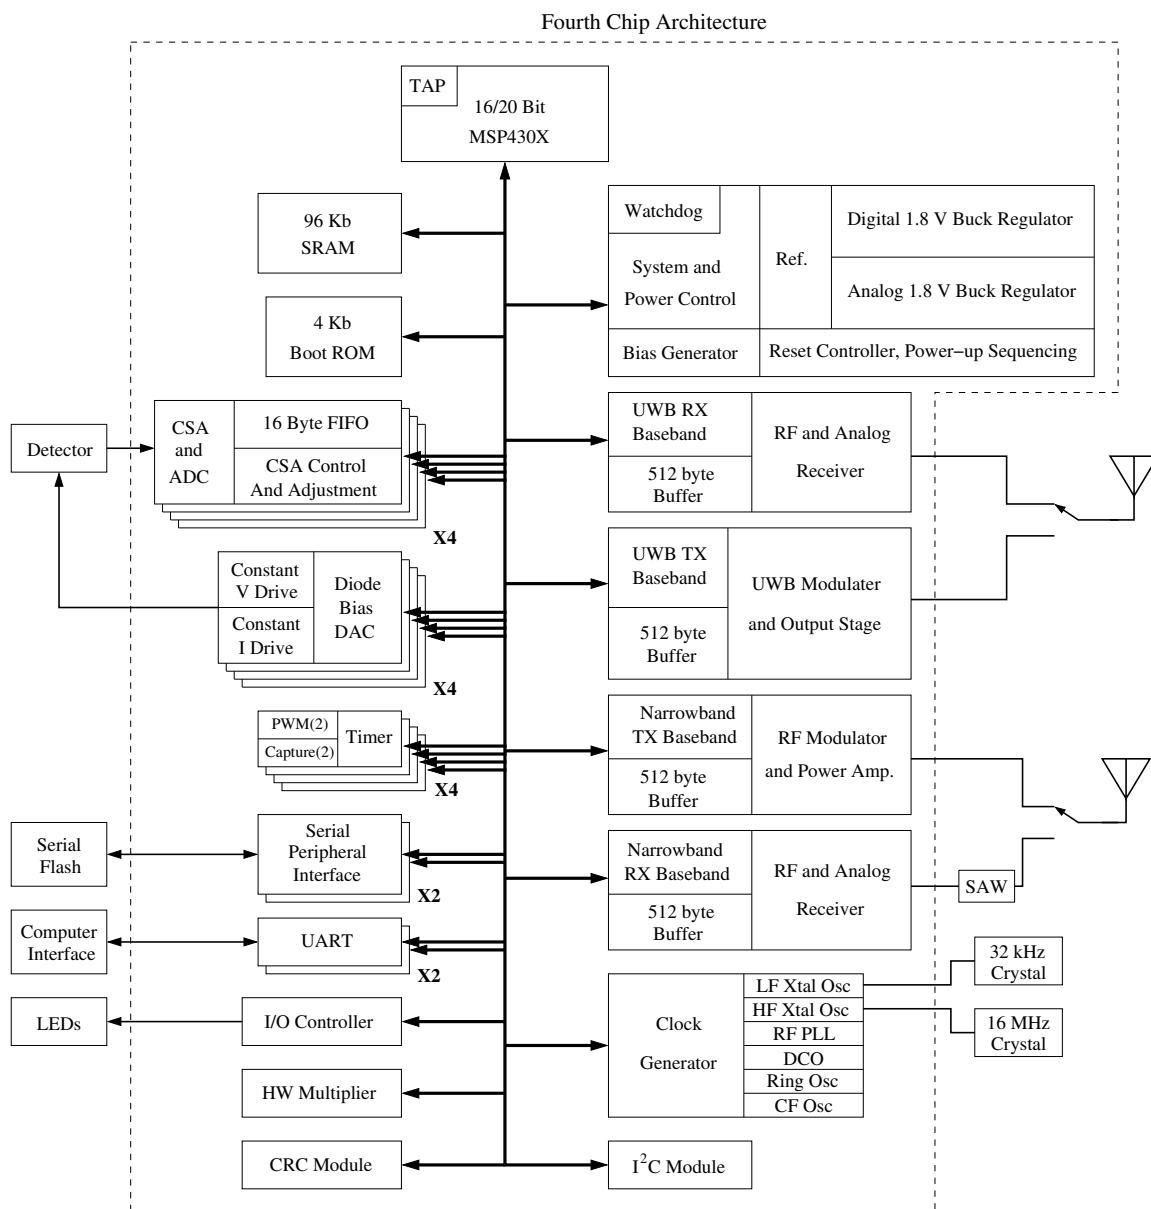 Fourth Chip Architecture
TAP
16/20 Bit
MSP430X
96 Kb
SRAM
4 Kb
Boot ROM
Watchdog
System and
Power Control
Ref.
Digital 1.8 V Buck Regulator
Analog 1.8 V Buck Regulator
Bias Generator
Reset Controller, Power−up Sequencing
Detector
CSA
and
ADC
16 Byte FIFO
CSA Control
And Adjustment
X4
UWB RX
Baseband
512 byte
Buffer
RF and Analog
Receiver
Constant
V Drive
Constant
I Drive
Diode
Bias
DAC
X4
UWB TX
Baseband
512 byte
Buffer
UWB Modulater
and Output Stage
PWM(2)
Capture(2)
Timer
X4
Narrowband
TX Baseband
512 byte
Buffer
RF Modulator
and Power Amp.
Serial
Flash
Serial
Peripheral
Interface
X2
Narrowband
RX Baseband
512 byte
Buffer
RF and Analog
Receiver
SAW
Computer
Interface
UART
X2
LEDs
I/O Controller
Clock
Generator
LF Xtal Osc
HF Xtal Osc
RF PLL
DCO
Ring Osc
CF Osc
32 kHz
Crystal
16 MHz
Crystal
HW Multiplier
CRC Module
I²C Module